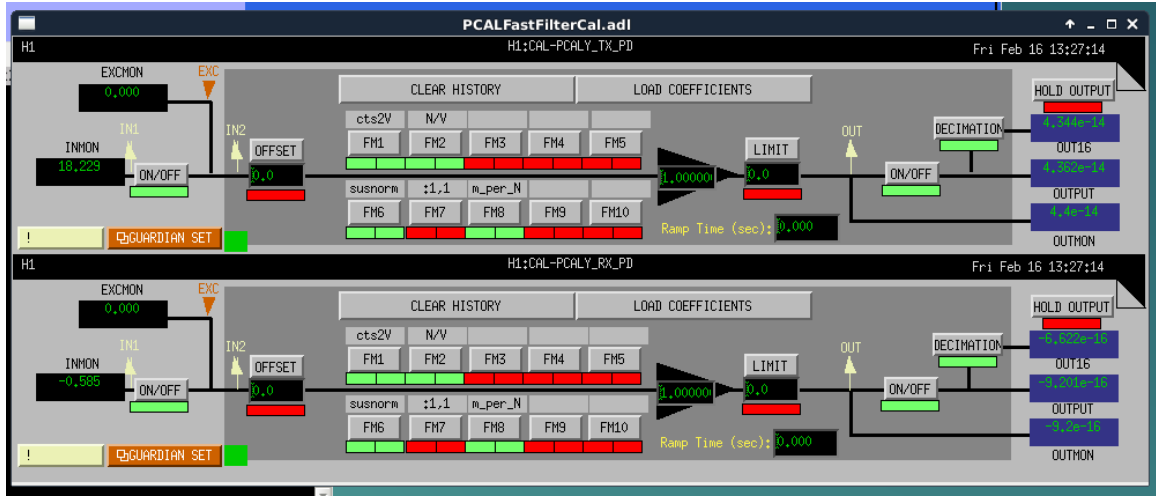 PCALFastFilterCal.adl
H1 H1:CAL-PCALY_TX_PD Fri Feb 16 13:27:14
EXCMON EXC
0.000
CLEAR HISTORY LOAD COEFFICIENTS
HOLD OUTPUT
cts2V N/V
IN1 IN2 OUT DECIMATION 4.344e-14
FM1 FM2 FM3 FM4 FM5
INMON OFFSET LIMIT OUT16
18.229 ON/OFF 0.0 1.00000 0.0 ON/OFF 4.362e-14
susnorm :1,1 m_per_N
OUTPUT
FM6 FM7 FM8 FM9 FM10 4.4e-14
Ramp Time (sec): 0.000
! GUARDIAN SET OUTMON
H1 H1:CAL-PCALY_RX_PD Fri Feb 16 13:27:14
EXCMON EXC
0.000
CLEAR HISTORY LOAD COEFFICIENTS
HOLD OUTPUT
cts2V N/V
IN1 IN2 OUT DECIMATION -6.622e-16
FM1 FM2 FM3 FM4 FM5
INMON OFFSET LIMIT OUT16
-0.585 ON/OFF 0.0 1.00000 0.0 ON/OFF -9.201e-16
susnorm :1,1 m_per_N
OUTPUT
FM6 FM7 FM8 FM9 FM10 -9.2e-16
Ramp Time (sec): 0.000
! GUARDIAN SET OUTMON